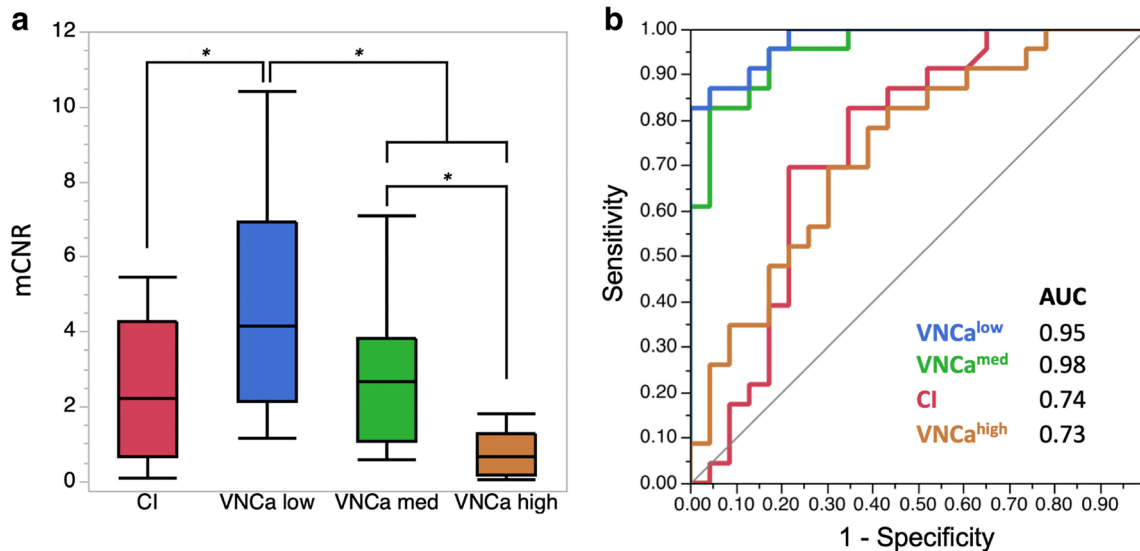 a
12
10
8
6
4
2
0
mCNR
*
*
*
CI
VNCa low
VNCa med
VNCa high
b
1.00
0.90
0.80
0.70
0.60
0.50
0.40
0.30
0.20
0.10
0.00
Sensitivity
AUC
VNCa^low 0.95
VNCa^med 0.98
CI 0.74
VNCa^high 0.73
0.00 0.10 0.20 0.30 0.40 0.50 0.60 0.70 0.80 0.90
1 - Specificity